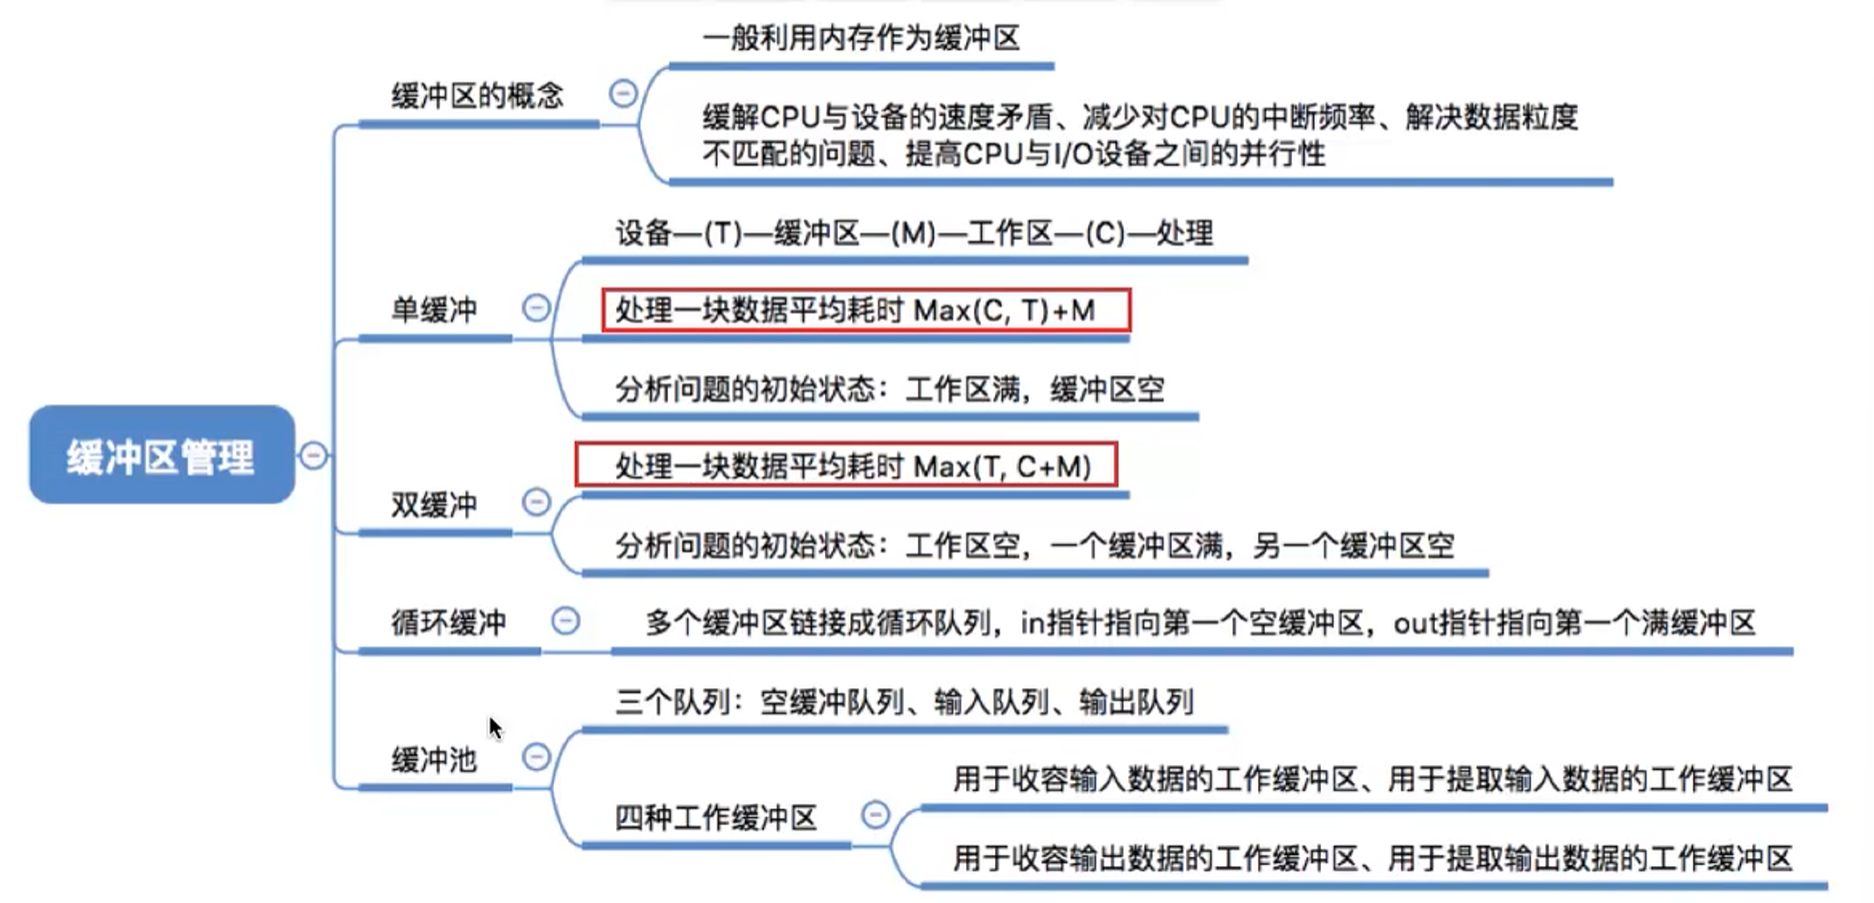 缓冲区管理
缓冲区的概念
一般利用内存作为缓冲区
缓解CPU与设备的速度矛盾、减少对CPU的中断频率、解决数据粒度
不匹配的问题、提高CPU与I/O设备之间的并行性
单缓冲
设备—(T)—缓冲区—(M)—工作区—(C)—处理
处理一块数据平均耗时 Max(C, T)+M
分析问题的初始状态：工作区满，缓冲区空
双缓冲
处理一块数据平均耗时 Max(T, C+M)
分析问题的初始状态：工作区空，一个缓冲区满，另一个缓冲区空
循环缓冲
多个缓冲区链接成循环队列，in指针指向第一个空缓冲区，out指针指向第一个满缓冲区
缓冲池
三个队列：空缓冲队列、输入队列、输出队列
四种工作缓冲区
用于收容输入数据的工作缓冲区、用于提取输入数据的工作缓冲区
用于收容输出数据的工作缓冲区、用于提取输出数据的工作缓冲区